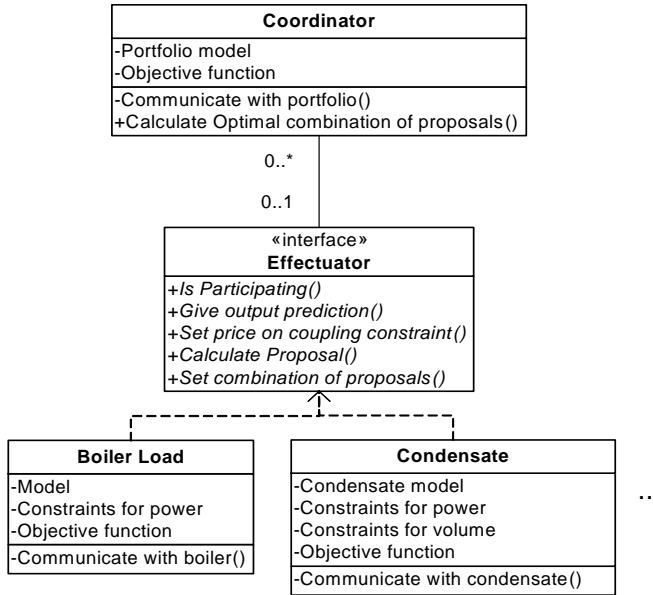 Coordinator
-Portfolio model
-Objective function
-Communicate with portfolio()
+Calculate Optimal combination of proposals()
0..*
0..1
«interface»
Effectuator
+Is Participating()
+Give output prediction()
+Set price on coupling constraint()
+Calculate Proposal()
+Set combination of proposals()
Boiler Load
-Model
-Constraints for power
-Objective function
-Communicate with boiler()
Condensate
-Condensate model
-Constraints for power
-Constraints for volume
-Objective function
-Communicate with condensate()
..